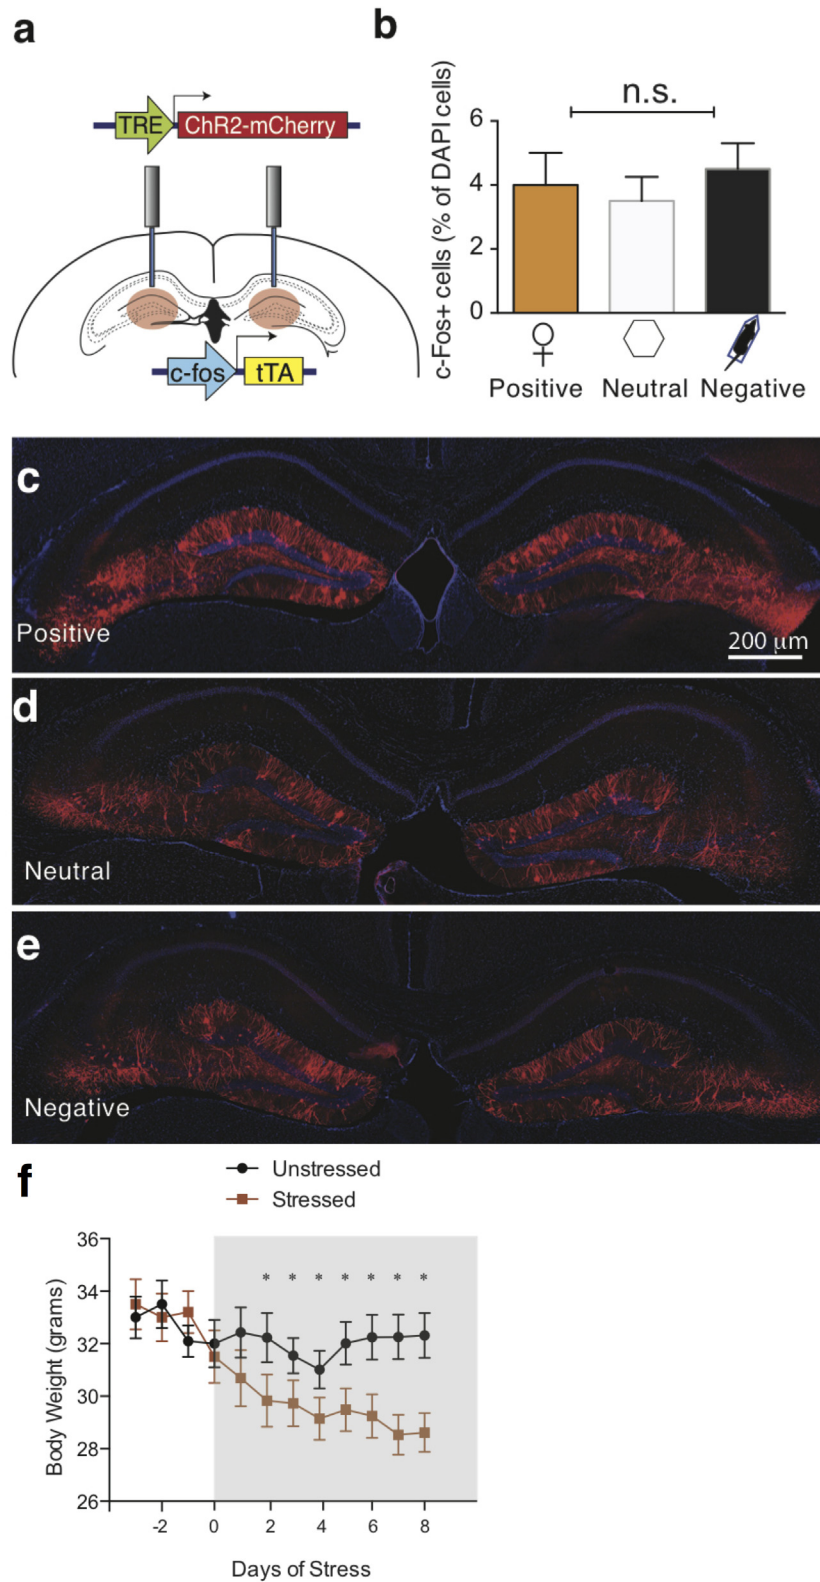 a
TRE ChR2-mCherry
c-fos tTA
b
c-Fos+ cells (% of DAPI cells)
n.s.
6
4
2
0
Positive Neutral Negative
c
Positive
200 μm
d
Neutral
e
Negative
f
Unstressed
Stressed
Body Weight (grams)
36
34
32
30
28
26
* * * * * * *
-2 0 2 4 6 8
Days of Stress